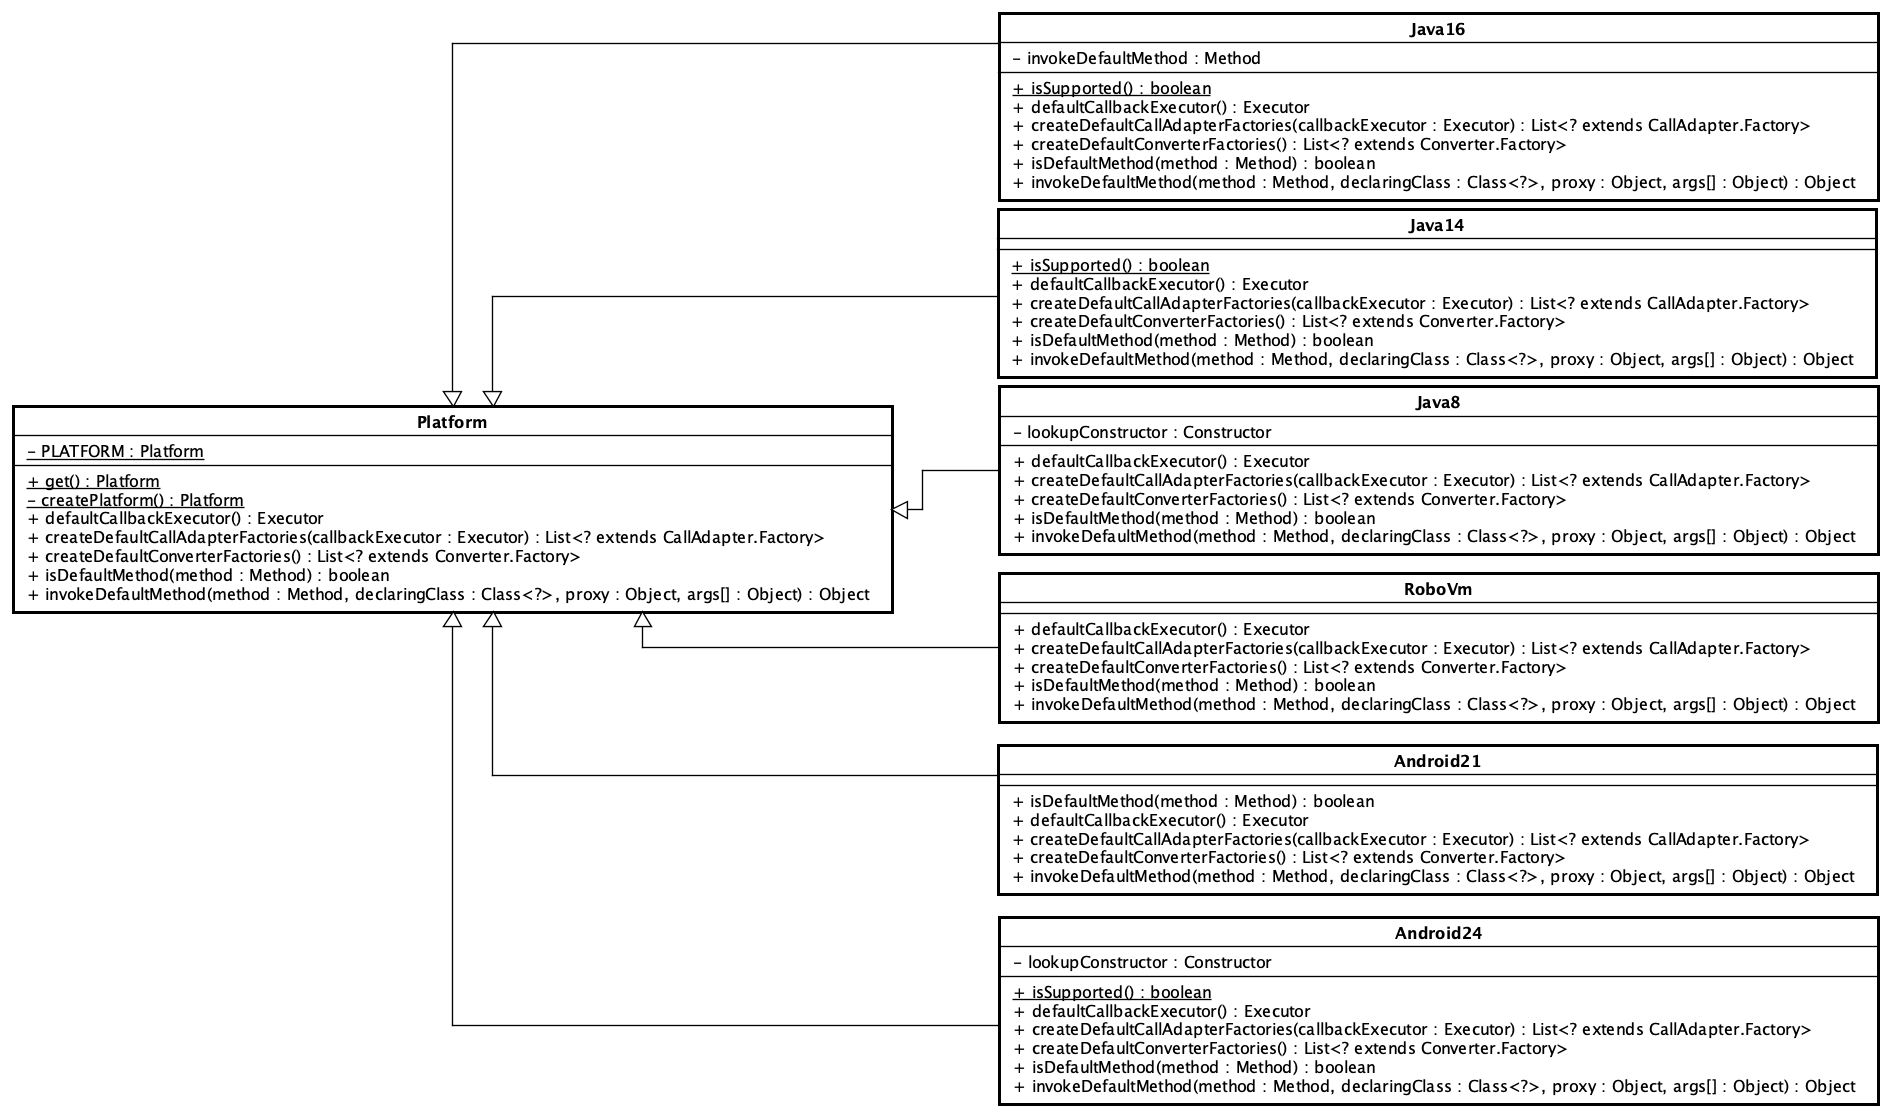 Java16
– invokeDefaultMethod : Method
+ isSupported() : boolean
+ defaultCallbackExecutor() : Executor
+ createDefaultCallAdapterFactories(callbackExecutor : Executor) : List<? extends CallAdapter.Factory>
+ createDefaultConverterFactories() : List<? extends Converter.Factory>
+ isDefaultMethod(method : Method) : boolean
+ invokeDefaultMethod(method : Method, declaringClass : Class<?>, proxy : Object, args[] : Object) : Object
Java14
+ isSupported() : boolean
+ defaultCallbackExecutor() : Executor
+ createDefaultCallAdapterFactories(callbackExecutor : Executor) : List<? extends CallAdapter.Factory>
+ createDefaultConverterFactories() : List<? extends Converter.Factory>
+ isDefaultMethod(method : Method) : boolean
+ invokeDefaultMethod(method : Method, declaringClass : Class<?>, proxy : Object, args[] : Object) : Object
Platform
– PLATFORM : Platform
+ get() : Platform
– createPlatform() : Platform
+ defaultCallbackExecutor() : Executor
+ createDefaultCallAdapterFactories(callbackExecutor : Executor) : List<? extends CallAdapter.Factory>
+ createDefaultConverterFactories() : List<? extends Converter.Factory>
+ isDefaultMethod(method : Method) : boolean
+ invokeDefaultMethod(method : Method, declaringClass : Class<?>, proxy : Object, args[] : Object) : Object
Java8
– lookupConstructor : Constructor
+ defaultCallbackExecutor() : Executor
+ createDefaultCallAdapterFactories(callbackExecutor : Executor) : List<? extends CallAdapter.Factory>
+ createDefaultConverterFactories() : List<? extends Converter.Factory>
+ isDefaultMethod(method : Method) : boolean
+ invokeDefaultMethod(method : Method, declaringClass : Class<?>, proxy : Object, args[] : Object) : Object
RoboVm
+ defaultCallbackExecutor() : Executor
+ createDefaultCallAdapterFactories(callbackExecutor : Executor) : List<? extends CallAdapter.Factory>
+ createDefaultConverterFactories() : List<? extends Converter.Factory>
+ isDefaultMethod(method : Method) : boolean
+ invokeDefaultMethod(method : Method, declaringClass : Class<?>, proxy : Object, args[] : Object) : Object
Android21
+ isDefaultMethod(method : Method) : boolean
+ defaultCallbackExecutor() : Executor
+ createDefaultCallAdapterFactories(callbackExecutor : Executor) : List<? extends CallAdapter.Factory>
+ createDefaultConverterFactories() : List<? extends Converter.Factory>
+ invokeDefaultMethod(method : Method, declaringClass : Class<?>, proxy : Object, args[] : Object) : Object
Android24
– lookupConstructor : Constructor
+ isSupported() : boolean
+ defaultCallbackExecutor() : Executor
+ createDefaultCallAdapterFactories(callbackExecutor : Executor) : List<? extends CallAdapter.Factory>
+ createDefaultConverterFactories() : List<? extends Converter.Factory>
+ isDefaultMethod(method : Method) : boolean
+ invokeDefaultMethod(method : Method, declaringClass : Class<?>, proxy : Object, args[] : Object) : Object